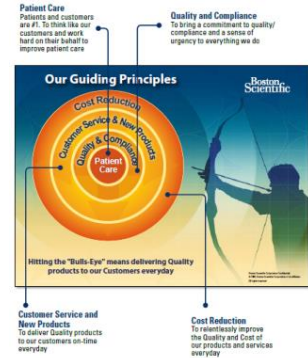 Patient Care
Patients and customers
are #1. To think like our
customers and work
hard on their behalf to
improve patient care
Quality and Compliance
To bring a commitment to quality/
compliance and a sense of
urgency to everything we do
Our Guiding Principles
Boston
Scientific
Cost Reduction
Customer Service & New Products
Quality & Compliance
Patient
Care
Hitting the "Bulls-Eye" means delivering Quality
products to our Customers everyday
Customer Service and
New Products
To deliver Quality products
to our customers on-time
everyday
Cost Reduction
To relentlessly improve
the Quality and Cost of
our products and services
everyday